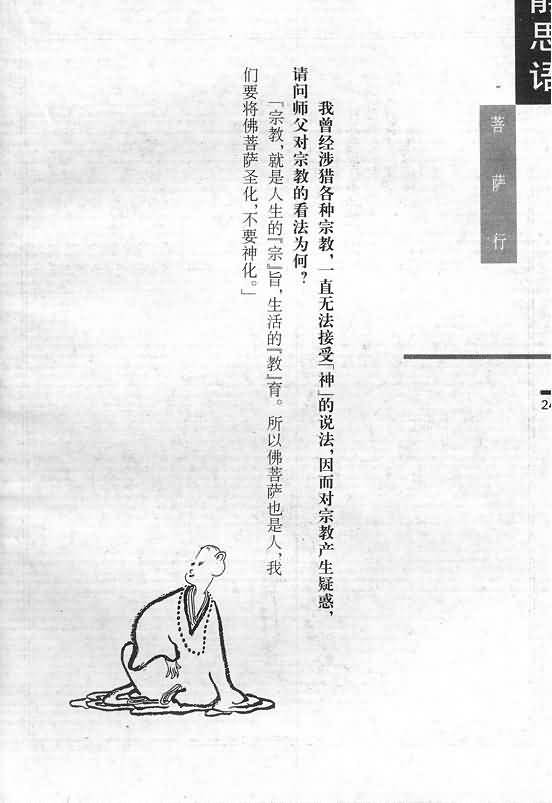 静思语
菩萨行
我曾经涉猎各种宗教，一直无法接受「神」的说法，因而对宗教产生疑惑，
请问师父对宗教的看法为何？
「宗教，就是人生的『宗』旨，生活的『教』育。所以佛菩萨也是人，我
们要将佛菩萨圣化，不要神化。」